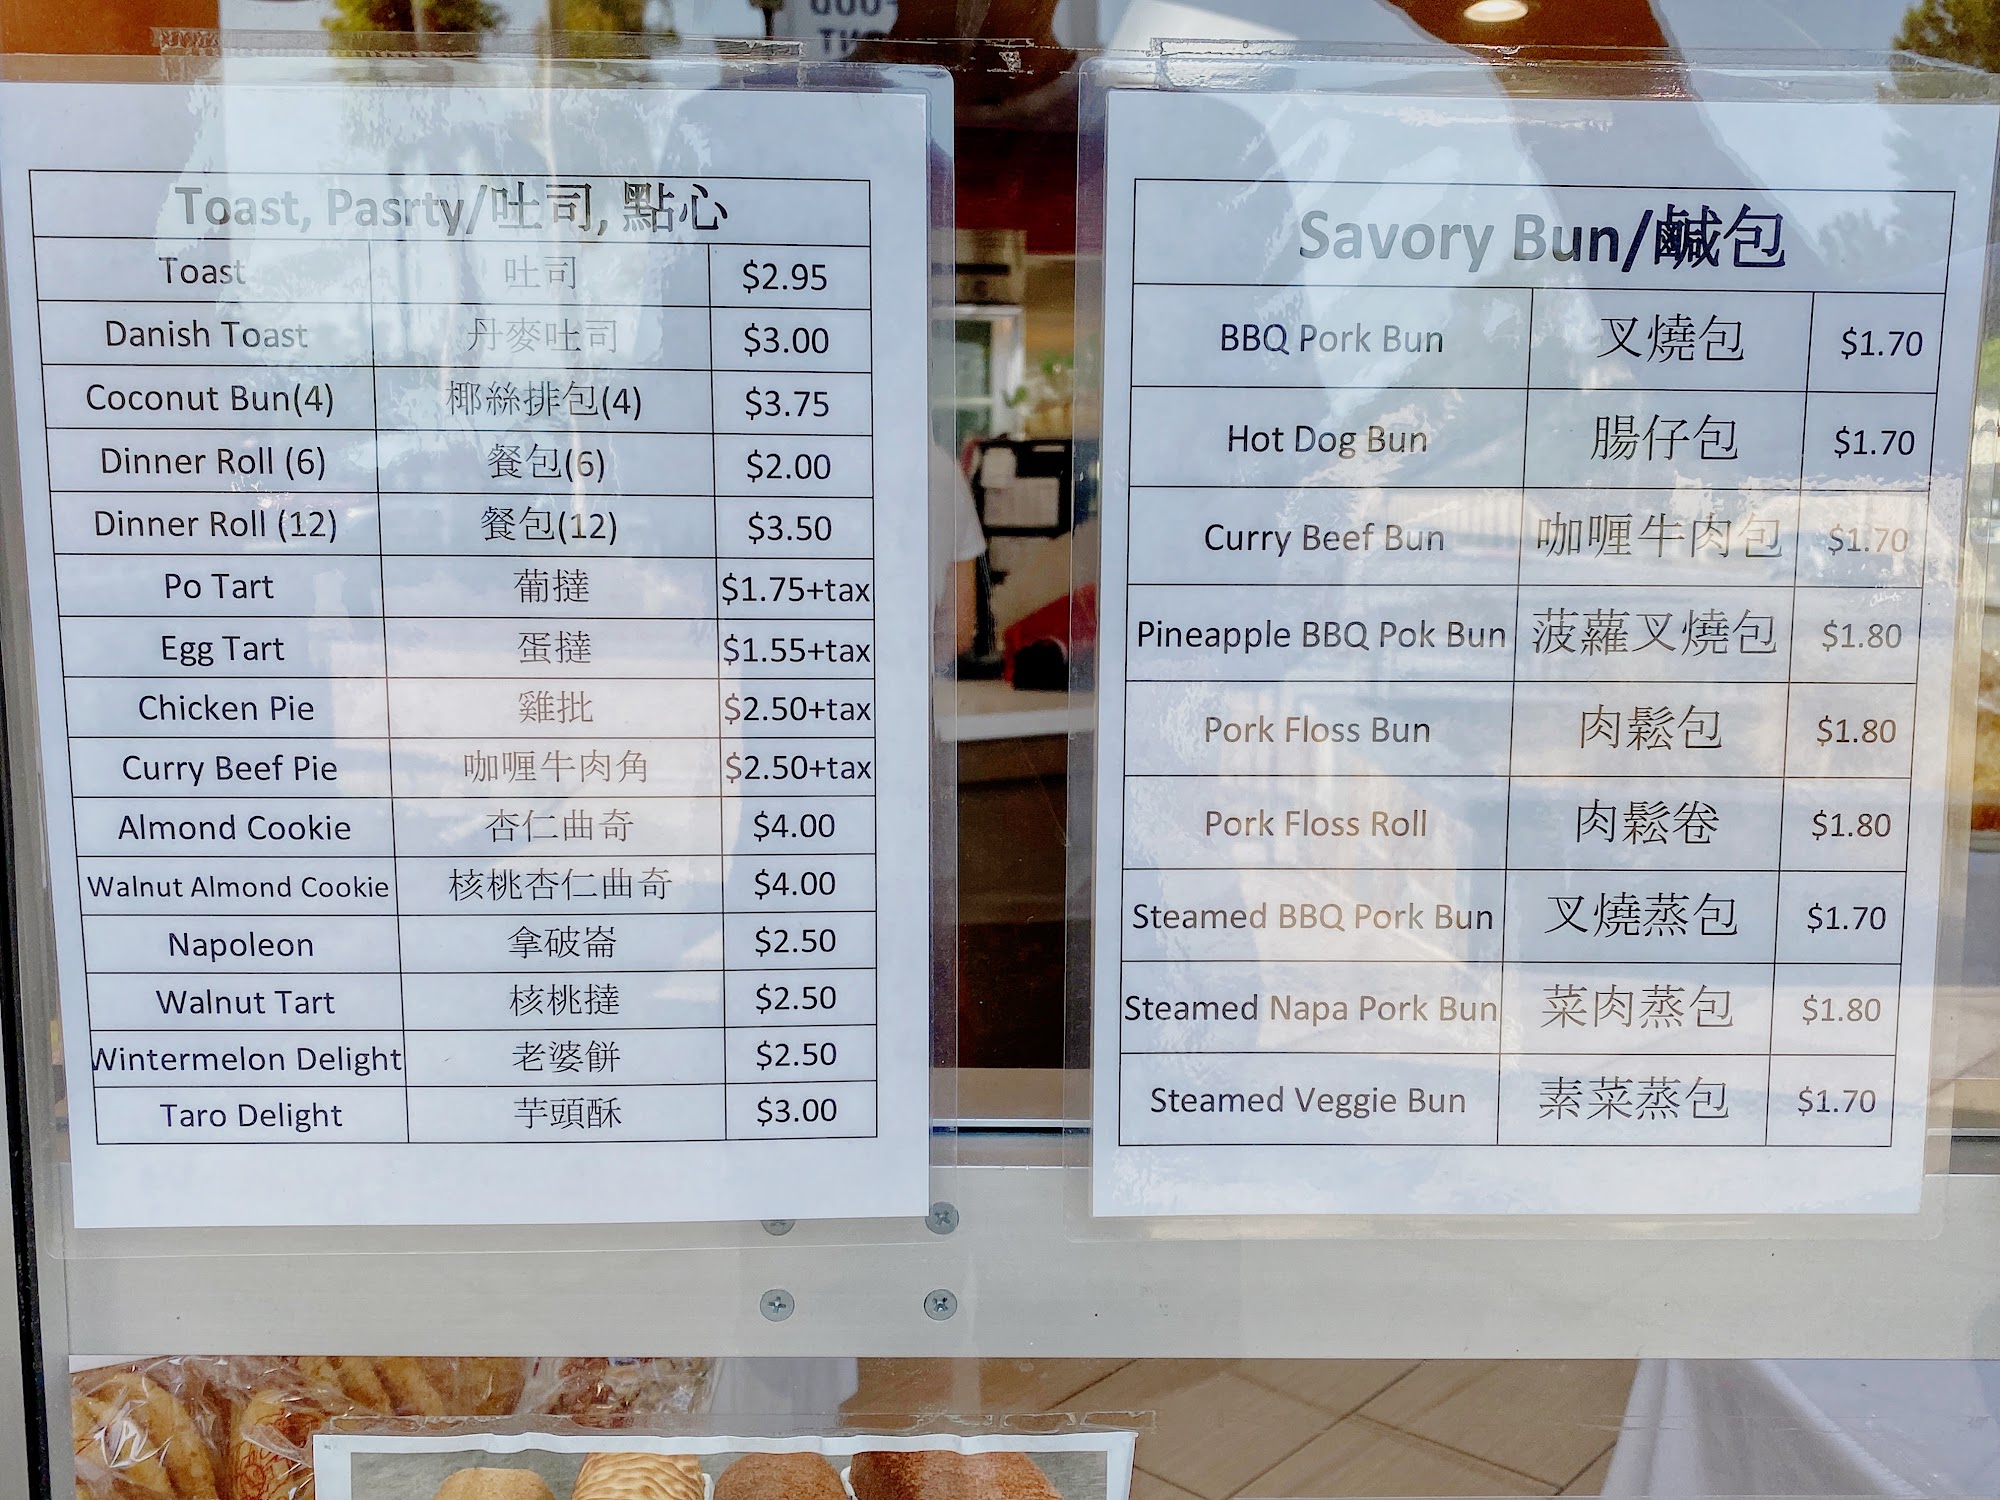 Toast, Pasrty/吐司, 點心
Toast 吐司 $2.95
Danish Toast 丹麥吐司 $3.00
Coconut Bun(4) 椰絲排包(4) $3.75
Dinner Roll (6) 餐包(6) $2.00
Dinner Roll (12) 餐包(12) $3.50
Po Tart 葡撻 $1.75+tax
Egg Tart 蛋撻 $1.55+tax
Chicken Pie 雞批 $2.50+tax
Curry Beef Pie 咖喱牛肉角 $2.50+tax
Almond Cookie 杏仁曲奇 $4.00
Walnut Almond Cookie 核桃杏仁曲奇 $4.00
Napoleon 拿破崙 $2.50
Walnut Tart 核桃撻 $2.50
Wintermelon Delight 老婆餅 $2.50
Taro Delight 芋頭酥 $3.00
Savory Bun/鹹包
BBQ Pork Bun 叉燒包 $1.70
Hot Dog Bun 腸仔包 $1.70
Curry Beef Bun 咖喱牛肉包 $1.70
Pineapple BBQ Pok Bun 菠蘿叉燒包 $1.80
Pork Floss Bun 肉鬆包 $1.80
Pork Floss Roll 肉鬆卷 $1.80
Steamed BBQ Pork Bun 叉燒蒸包 $1.70
Steamed Napa Pork Bun 菜肉蒸包 $1.80
Steamed Veggie Bun 素菜蒸包 $1.70